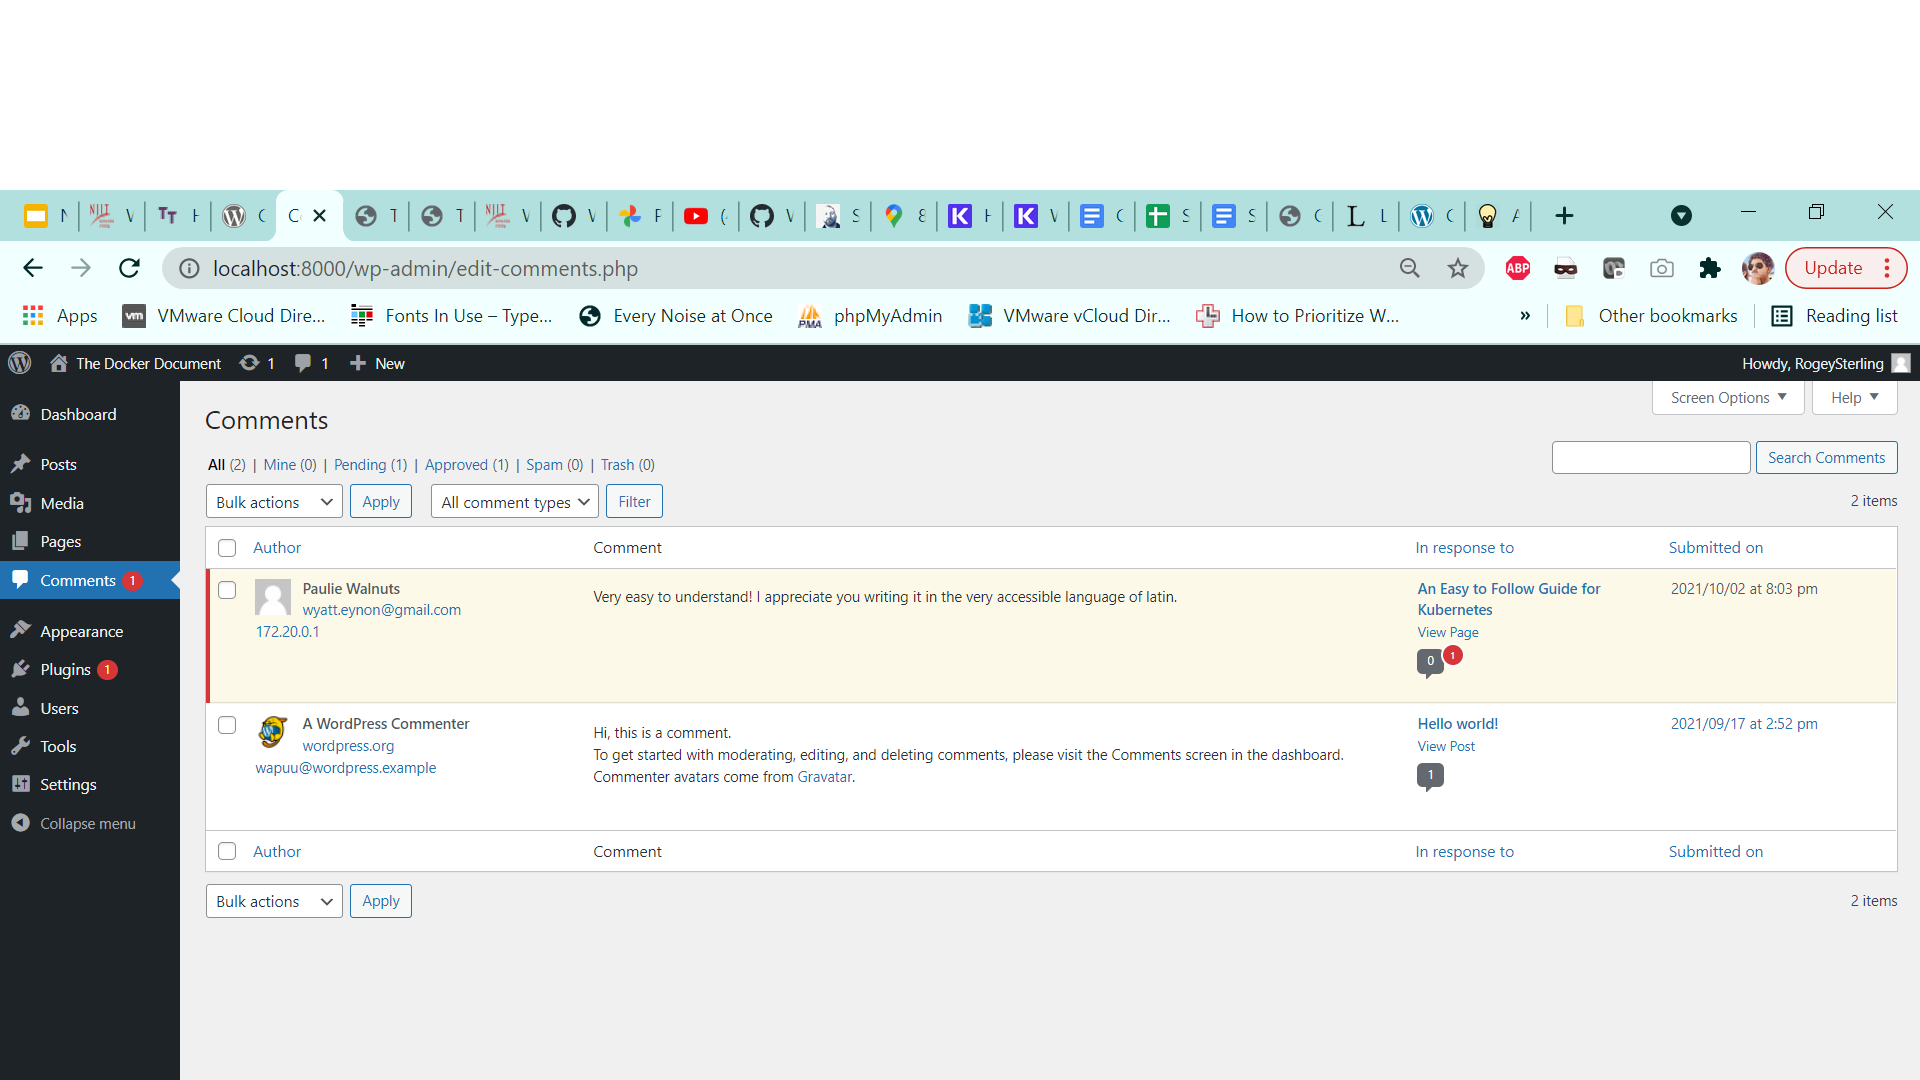 localhost:8000/wp-admin/edit-comments.php
ABP
Update
Apps
vm
VMware Cloud Dire...
Fonts In Use – Type...
Every Noise at Once
PMA
phpMyAdmin
VMware vCloud Dir...
How to Prioritize W...
»
Other bookmarks
Reading list
The Docker Document
1
1
New
Howdy, RogeySterling
Dashboard
Posts
Media
Pages
Comments 1
Appearance
Plugins 1
Users
Tools
Settings
Collapse menu
Screen Options
Help
Comments
All (2) | Mine (0) | Pending (1) | Approved (1) | Spam (0) | Trash (0)
Search Comments
Bulk actions
Apply
All comment types
Filter
2 items
Author
Comment
In response to
Submitted on
Paulie Walnuts
wyatt.eynon@gmail.com
172.20.0.1
Very easy to understand! I appreciate you writing it in the very accessible language of latin.
An Easy to Follow Guide for
Kubernetes
View Page
0
1
2021/10/02 at 8:03 pm
A WordPress Commenter
wordpress.org
wapuu@wordpress.example
Hi, this is a comment.
To get started with moderating, editing, and deleting comments, please visit the Comments screen in the dashboard.
Commenter avatars come from Gravatar.
Hello world!
View Post
1
2021/09/17 at 2:52 pm
Author
Comment
In response to
Submitted on
Bulk actions
Apply
2 items